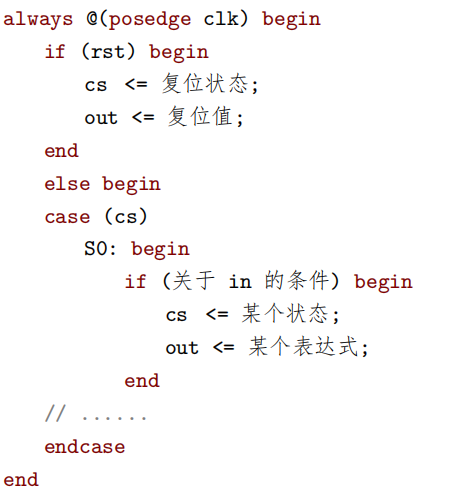 always @(posedge clk) begin
if (rst) begin
cs <= 复位状态;
out <= 复位值;
end
else begin
case (cs)
S0: begin
if (关于 in 的条件) begin
cs <= 某个状态;
out <= 某个表达式;
end
// ......
endcase
end